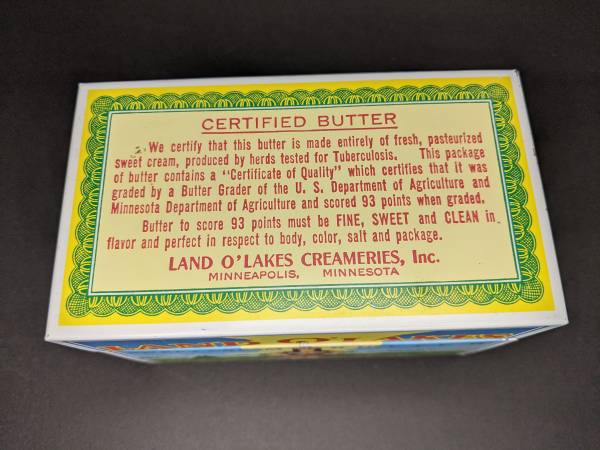 CERTIFIED BUTTER
We certify that this butter is made entirely of fresh, pasteurized
sweet cream, produced by herds tested for Tuberculosis. This package
of butter contains a "Certificate of Quality" which certifies that it was
graded by a Butter Grader of the U. S. Department of Agriculture and
Minnesota Department of Agriculture and scored 93 points when graded.
Butter to score 93 points must be FINE, SWEET and CLEAN in
flavor and perfect in respect to body, color, salt and package.
LAND O'LAKES CREAMERIES, Inc.
MINNEAPOLIS, MINNESOTA
LAND O'LAKES